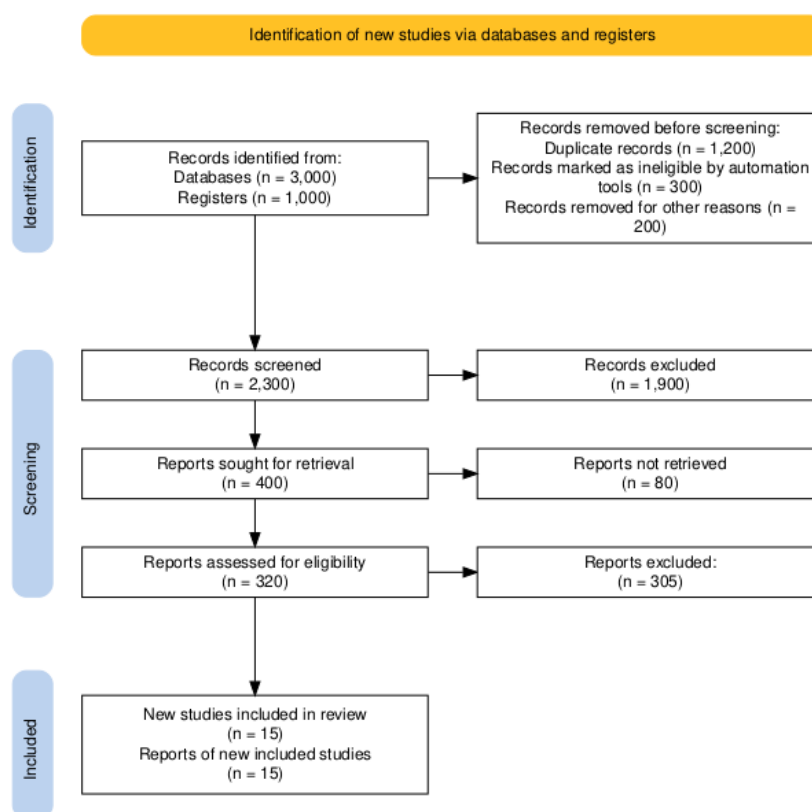 Identification of new studies via databases and registers
Identification
Records identified from:
Databases (n = 3,000)
Registers (n = 1,000)
Records removed before screening:
Duplicate records (n = 1,200)
Records marked as ineligible by automation
tools (n = 300)
Records removed for other reasons (n =
200)
Screening
Records screened
(n = 2,300)
Records excluded
(n = 1,900)
Reports sought for retrieval
(n = 400)
Reports not retrieved
(n = 80)
Reports assessed for eligibility
(n = 320)
Reports excluded:
(n = 305)
Included
New studies included in review
(n = 15)
Reports of new included studies
(n = 15)